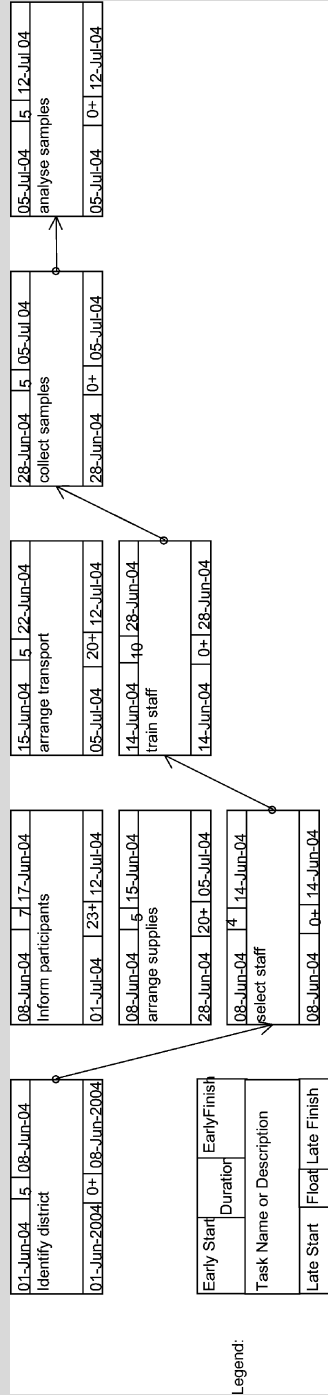 01-Jun-04 5 08-Jun-04
Identify district
01-Jun-2004 0+ 08-Jun-2004
08-Jun-04 7 17-Jun-04
Inform participants
01-Jul-04 23+ 12-Jul-04
15-Jun-04 5 22-Jun-04
arrange transport
05-Jul-04 20+ 12-Jul-04
28-Jun-04 5 05-Jul 04
collect samples
28-Jun-04 0+ 05-Jul-04
05-Jul-04 5 12-Jul 04
analyse samples
05-Jul-04 0+ 12-Jul-04
08-Jun-04 5 15-Jun-04
arrange supplies
28-Jun-04 20+ 05-Jul-04
14-Jun-04 10 28-Jun-04
train staff
14-Jun-04 0+ 28-Jun-04
08-Jun-04 4 14-Jun-04
select staff
08-Jun-04 0+ 14-Jun-04
Legend:
Early Start Duration EarlyFinish
Task Name or Description
Late Start Float Late Finish